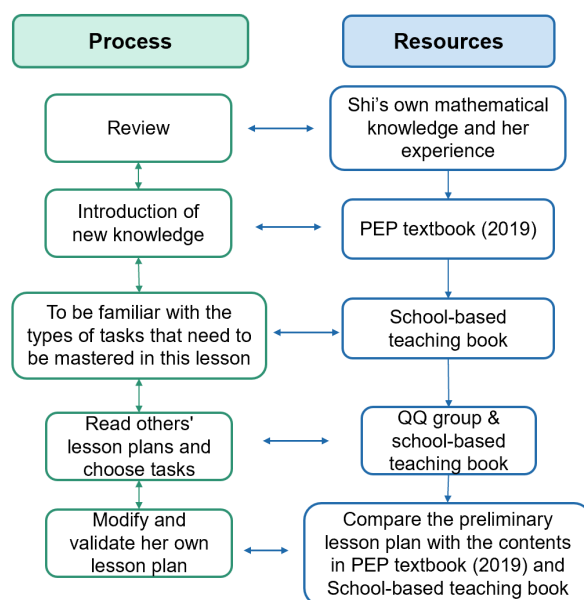 Process
Resources
Review
Shi's own mathematical
knowledge and her
experience
Introduction of
new knowledge
PEP textbook (2019)
To be familiar with the
types of tasks that need to
be mastered in this lesson
School-based
teaching book
Read others'
lesson plans and
choose tasks
QQ group &
school-based
teaching book
Modify and
validate her own
lesson plan
Compare the preliminary
lesson plan with the contents
in PEP textbook (2019) and
School-based teaching book